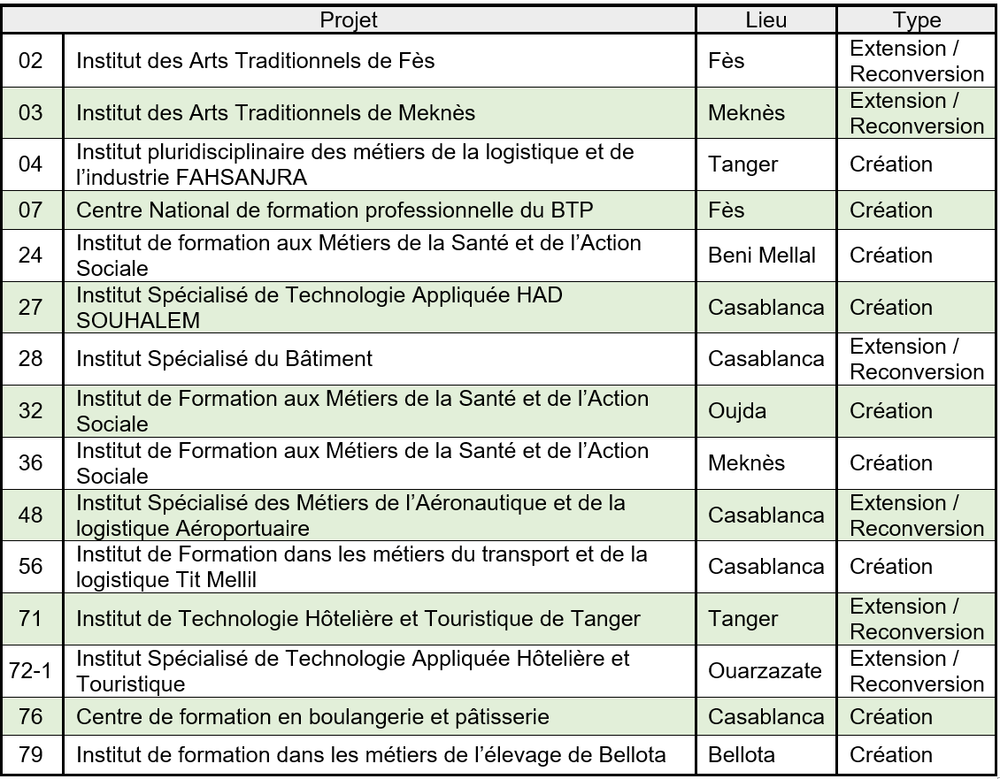 Projet Lieu Type
02 Institut des Arts Traditionnels de Fès Fès Extension /
Reconversion
03 Institut des Arts Traditionnels de Meknès Meknès Extension /
Reconversion
04 Institut pluridisciplinaire des métiers de la logistique et de
l’industrie FAHSANJRA Tanger Création
07 Centre National de formation professionnelle du BTP Fès Création
24 Institut de formation aux Métiers de la Santé et de l’Action
Sociale Beni Mellal Création
27 Institut Spécialisé de Technologie Appliquée HAD
SOUHALEM Casablanca Création
28 Institut Spécialisé du Bâtiment Casablanca Extension /
Reconversion
32 Institut de Formation aux Métiers de la Santé et de l’Action
Sociale Oujda Création
36 Institut de Formation aux Métiers de la Santé et de l’Action
Sociale Meknès Création
48 Institut Spécialisé des Métiers de l’Aéronautique et de la
logistique Aéroportuaire Casablanca Extension /
Reconversion
56 Institut de Formation dans les métiers du transport et de la
logistique Tit Mellil Casablanca Création
71 Institut de Technologie Hôtelière et Touristique de Tanger Tanger Extension /
Reconversion
72-1 Institut Spécialisé de Technologie Appliquée Hôtelière et
Touristique Ouarzazate Extension /
Reconversion
76 Centre de formation en boulangerie et pâtisserie Casablanca Création
79 Institut de formation dans les métiers de l’élevage de Bellota Bellota Création